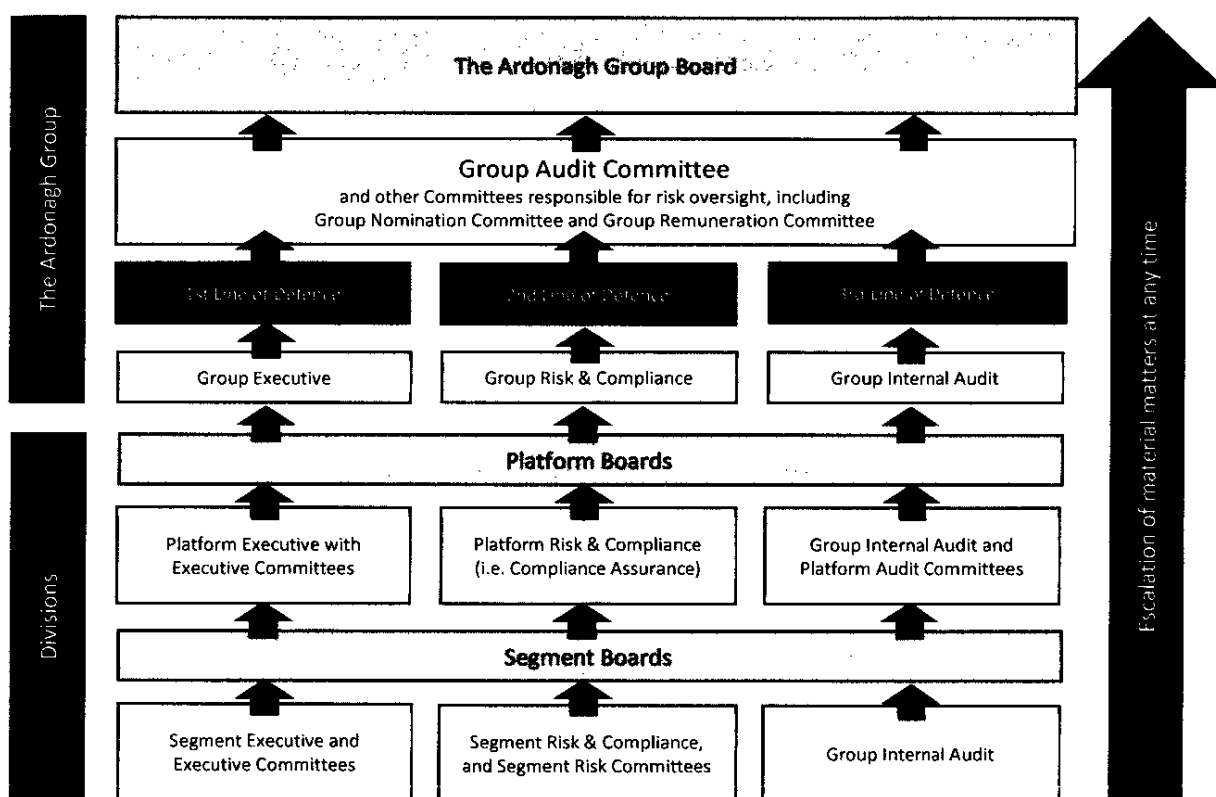 The Ardonagh Group
The Ardonagh Group Board
Group Audit Committee
and other Committees responsible for risk oversight, including
Group Nomination Committee and Group Remuneration Committee
1st Line of Defence
2nd Line of Defence
3rd Line of Defence
Group Executive
Group Risk & Compliance
Group Internal Audit
Divisions
Platform Boards
Platform Executive with
Executive Committees
Platform Risk & Compliance
(i.e. Compliance Assurance)
Group Internal Audit and
Platform Audit Committees
Segment Boards
Segment Executive and
Executive Committees
Segment Risk & Compliance,
and Segment Risk Committees
Group Internal Audit
Escalation of material matters at any time